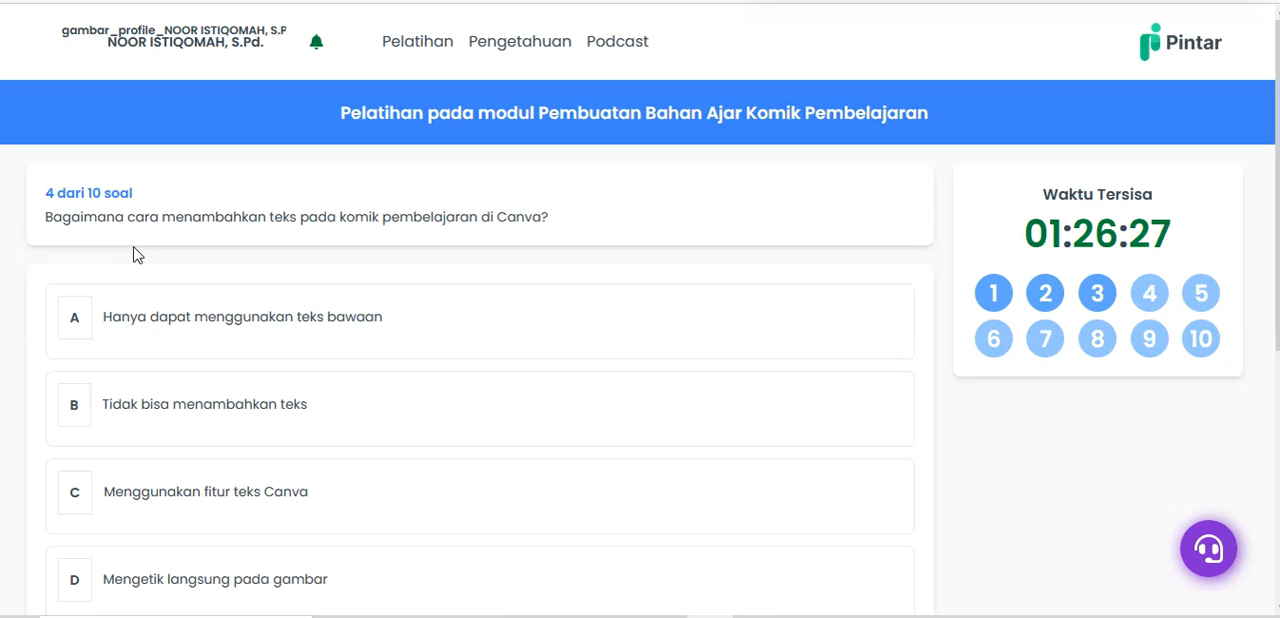 gambar_profile_NOOR ISTIQOMAH, S.P
NOOR ISTIQOMAH, S.Pd.
Pelatihan Pengetahuan Podcast
Pintar
Pelatihan pada modul Pembuatan Bahan Ajar Komik Pembelajaran
4 dari 10 soal
Bagaimana cara menambahkan teks pada komik pembelajaran di Canva?
A Hanya dapat menggunakan teks bawaan
B Tidak bisa menambahkan teks
C Menggunakan fitur teks Canva
D Mengetik langsung pada gambar
Waktu Tersisa
01:26:27
1 2 3 4 5
6 7 8 9 10